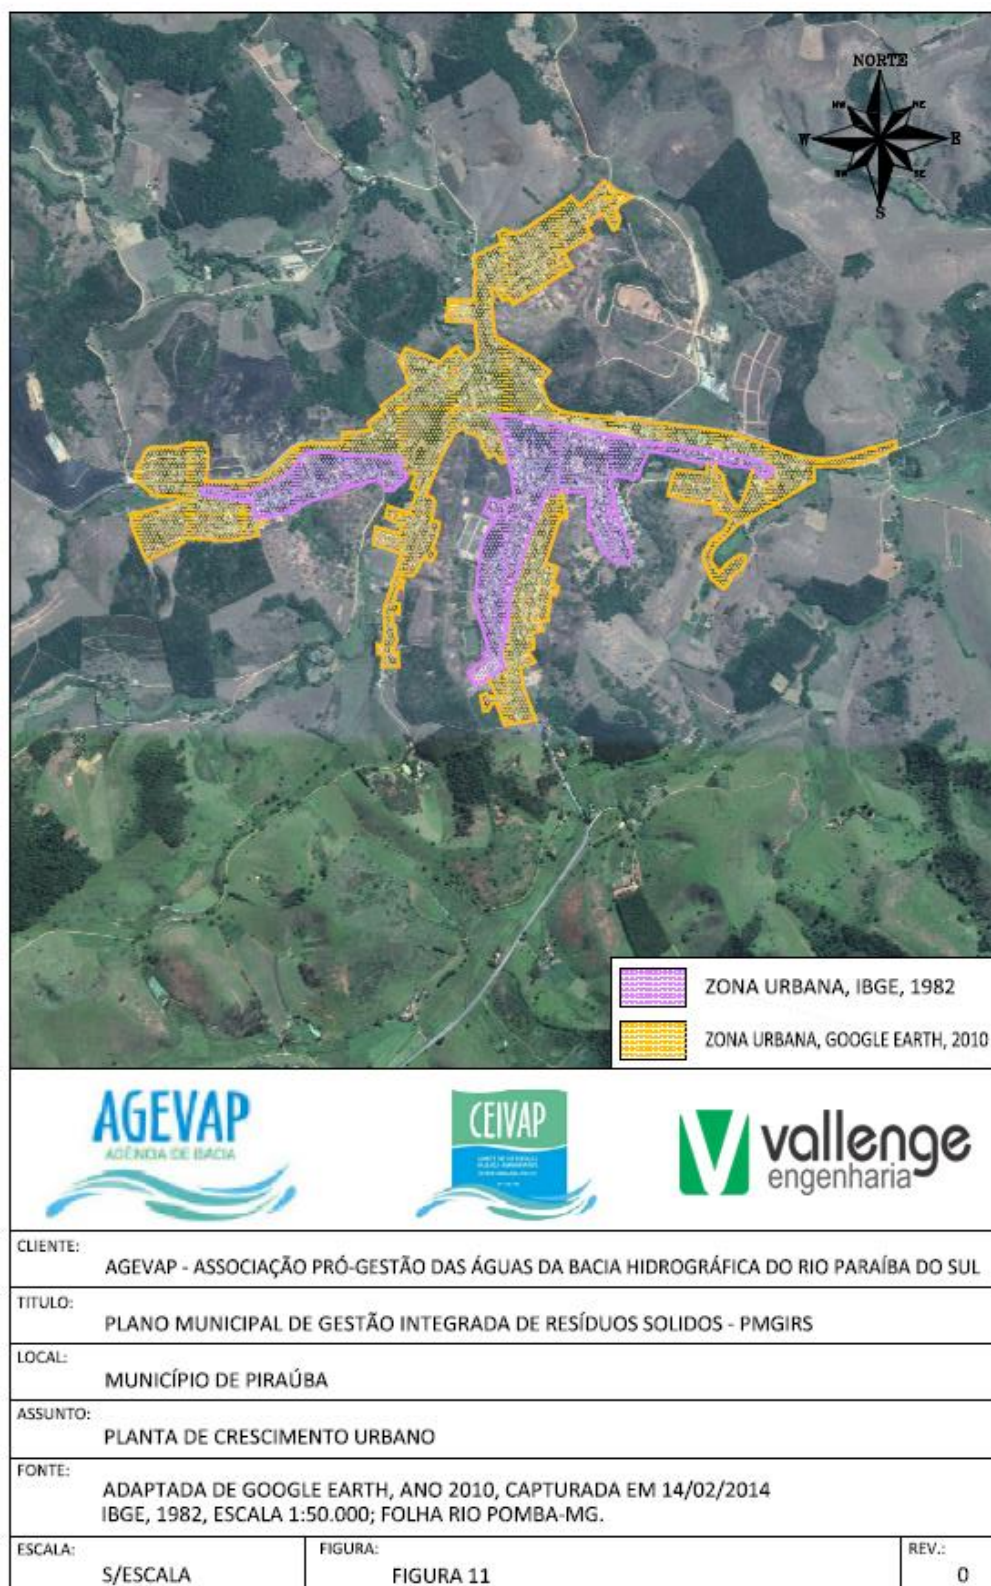 NORTE
NW
NE
W
E
SW
SE
S
ZONA URBANA, IBGE, 1982
ZONA URBANA, GOOGLE EARTH, 2010
AGEVAP
AGÊNCIA DE BACIA
CEIVAP
vallenge
engenharia
CLIENTE:
AGEVAP - ASSOCIAÇÃO PRÓ-GESTÃO DAS ÁGUAS DA BACIA HIDROGRÁFICA DO RIO PARAÍBA DO SUL
TITULO:
PLANO MUNICIPAL DE GESTÃO INTEGRADA DE RESÍDUOS SOLIDOS - PMGIRS
LOCAL:
MUNICÍPIO DE PIRAÚBA
ASSUNTO:
PLANTA DE CRESCIMENTO URBANO
FONTE:
ADAPTADA DE GOOGLE EARTH, ANO 2010, CAPTURADA EM 14/02/2014
IBGE, 1982, ESCALA 1:50.000; FOLHA RIO POMBA-MG.
ESCALA:
S/ESCALA
FIGURA:
FIGURA 11
REV.:
0